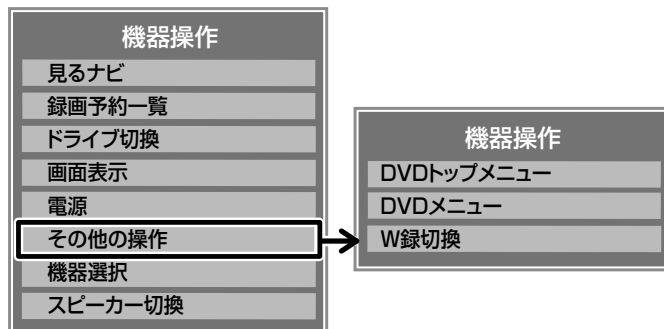 機器操作
見るナビ
録画予約一覧
ドライブ切換
画面表示
電源
その他の操作
機器選択
スピーカー切換
機器操作
DVDトップメニュー
DVDメニュー
W録切換